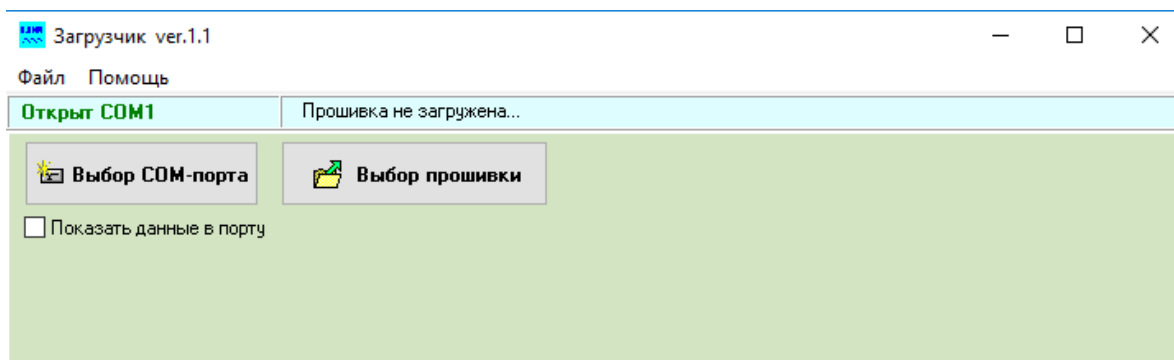 Загрузчик ver.1.1
Файл Помощь
Открыт COM1 Прошивка не загружена...
Выбор COM-порта Выбор прошивки
Показать данные в порту